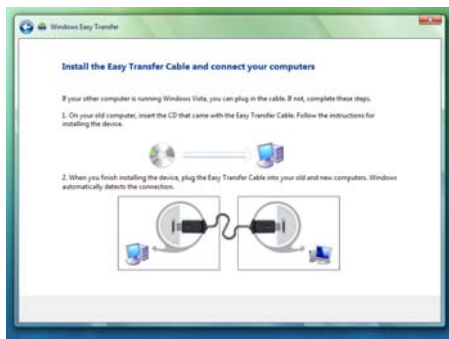 Windows Easy Transfer
Install the Easy Transfer Cable and connect your computers
If your other computer is running Windows Vista, you can plug in the cable. If not, complete these steps.
1. On your old computer, insert the CD that came with the Easy Transfer Cable. Follow the instructions for
installing the device.
2. When you finish installing the device, plug the Easy Transfer Cable into your old and new computers. Windows
automatically detects the connection.